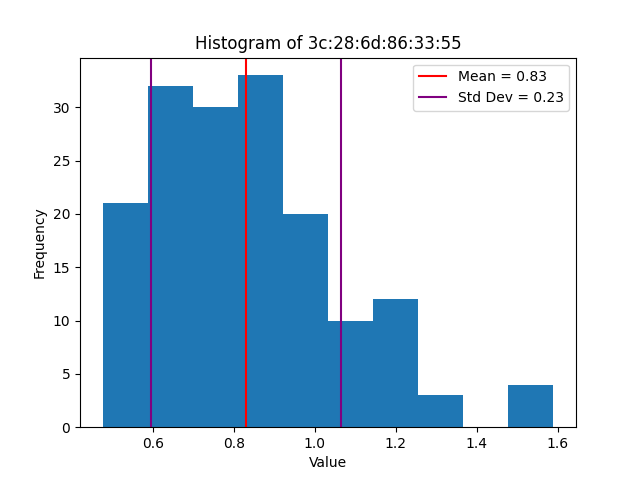 Histogram of 3c:28:6d:86:33:55
Mean = 0.83
Std Dev = 0.23
Frequency
30
25
20
15
10
5
0
0.6 0.8 1.0 1.2 1.4 1.6
Value